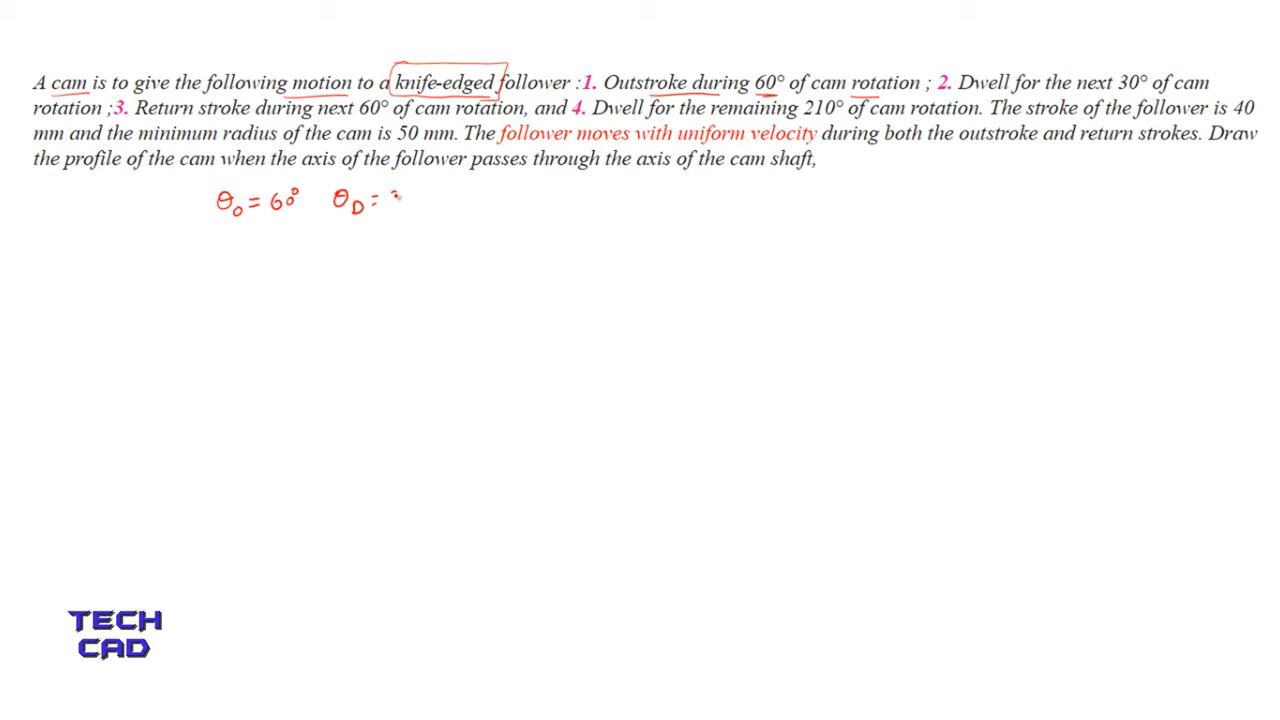 A cam is to give the following motion to a knife-edged follower :1. Outstroke during 60° of cam rotation ; 2. Dwell for the next 30° of cam
rotation ;3. Return stroke during next 60° of cam rotation, and 4. Dwell for the remaining 210° of cam rotation. The stroke of the follower is 40
mm and the minimum radius of the cam is 50 mm. The follower moves with uniform velocity during both the outstroke and return strokes. Draw
the profile of the cam when the axis of the follower passes through the axis of the cam shaft,
θo = 60° θD =
TECH
CAD